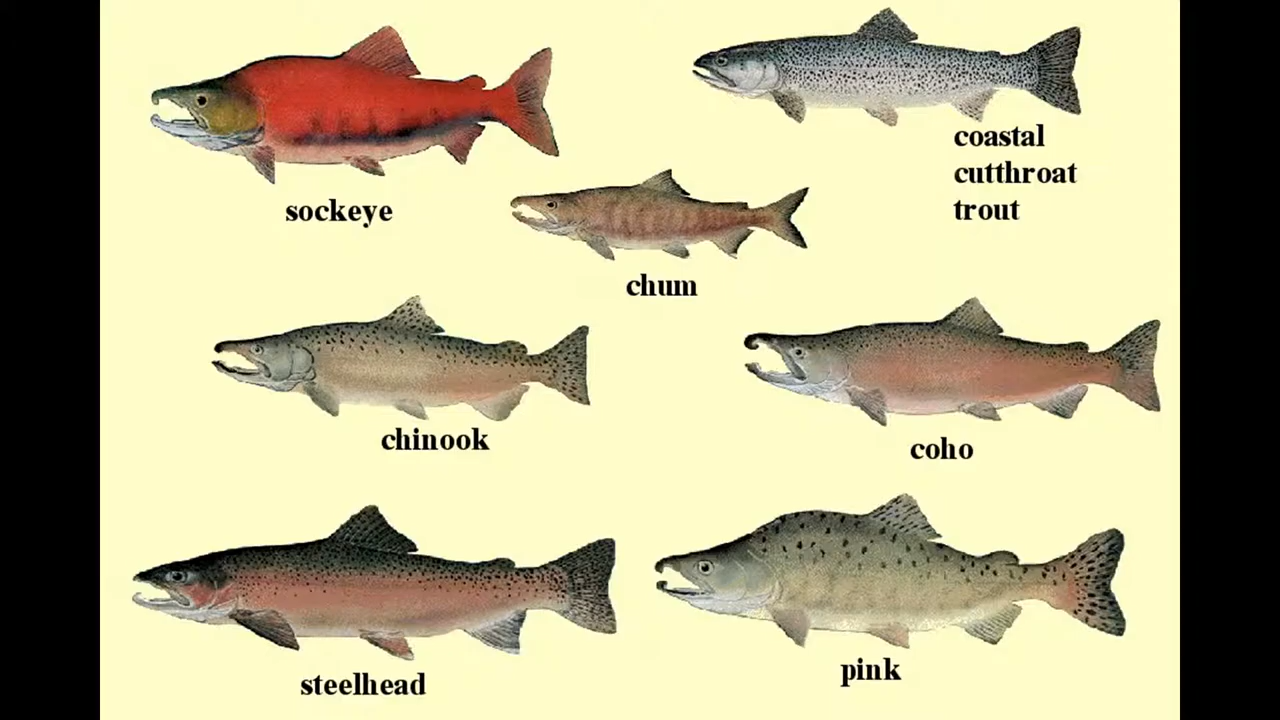 sockeye
coastal
cutthroat
trout
chum
chinook
coho
steelhead
pink